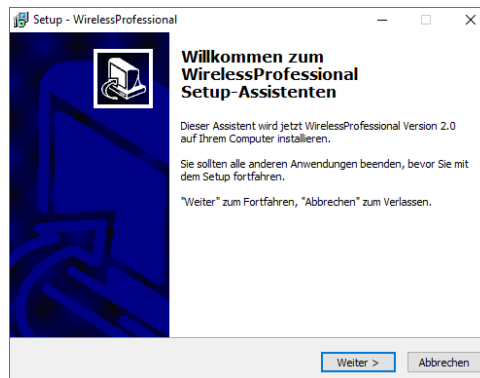 Setup - WirelessProfessional
Willkommen zum
WirelessProfessional
Setup-Assistenten
Dieser Assistent wird jetzt WirelessProfessional Version 2.0
auf Ihrem Computer installieren.
Sie sollten alle anderen Anwendungen beenden, bevor Sie mit
dem Setup fortfahren.
"Weiter" zum Fortfahren, "Abbrechen" zum Verlassen.
Weiter >
Abbrechen